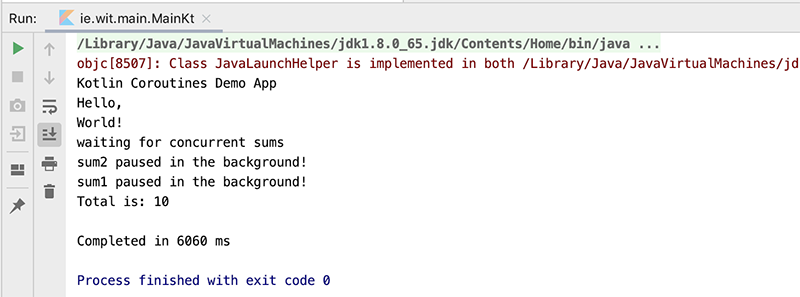 Run: ie.wit.main.MainKt
/Library/Java/JavaVirtualMachines/jdk1.8.0_65.jdk/Contents/Home/bin/java ...
objc[8507]: Class JavaLaunchHelper is implemented in both /Library/Java/JavaVirtualMachines/jd
Kotlin Coroutines Demo App
Hello,
World!
waiting for concurrent sums
sum2 paused in the background!
sum1 paused in the background!
Total is: 10
Completed in 6060 ms
Process finished with exit code 0